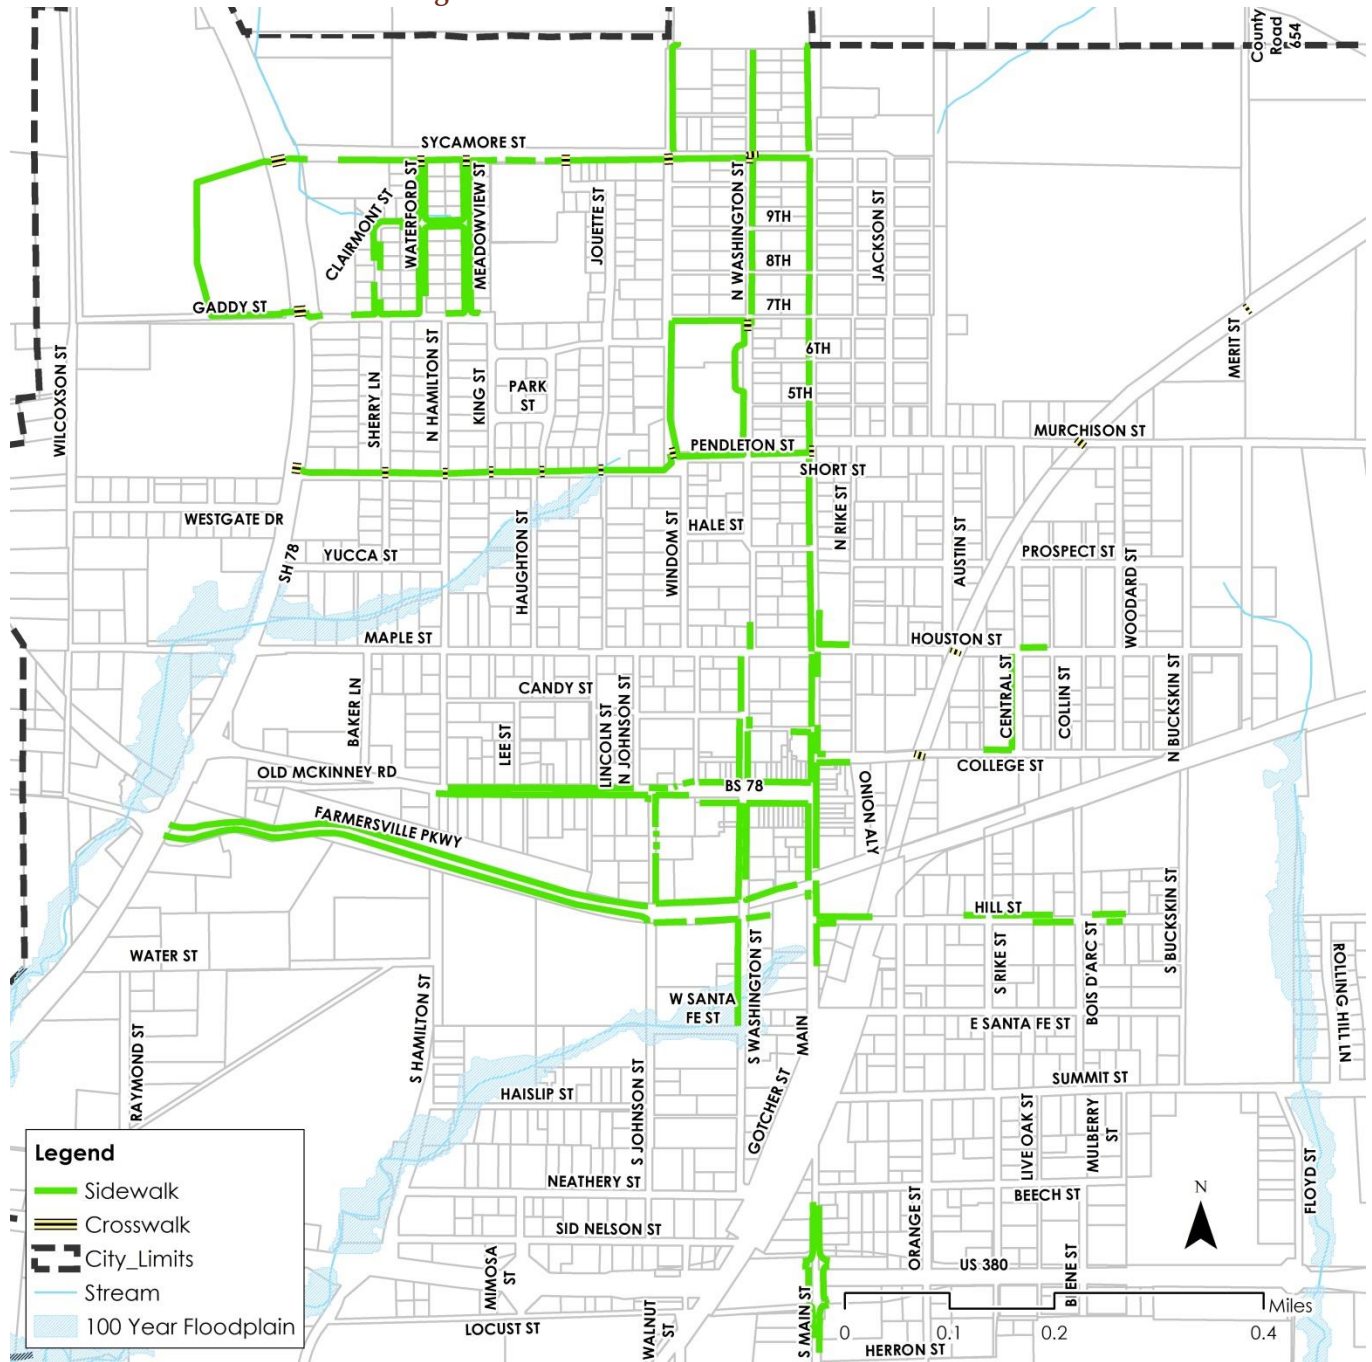 County
Road
654
SYCAMORE ST
CLAIRMONT ST
WATERFORD ST
MEADOWVIEW ST
JOUETTE ST
N WASHINGTON ST
9TH
8TH
7TH
JACKSON ST
GADDY ST
6TH
5TH
MERIT ST
WILCOXSON ST
SHERRY LN
N HAMILTON ST
KING ST
PARK
ST
PENDLETON ST
MURCHISON ST
SHORT ST
WESTGATE DR
YUCCA ST
SH 78
HAUGHTON ST
WINDOM ST
HALE ST
N RIKE ST
AUSTIN ST
PROSPECT ST
WOODARD ST
MAPLE ST
HOUSTON ST
CANDY ST
BAKER LN
LEE ST
LINCOLN ST
N JOHNSON ST
CENTRAL ST
COLLIN ST
N BUCKSKIN ST
OLD MCKINNEY RD
BS 78
COLLEGE ST
FARMERSVILLE PKWY
ONION ALY
HILL ST
S BUCKSKIN ST
WATER ST
S RIKE ST
BOIS D'ARC ST
ROLLING HILL LN
W SANTA
FE ST
S WASHINGTON ST
MAIN
E SANTA FE ST
RAYMOND ST
S HAMILTON ST
HAISLIP ST
S JOHNSON ST
GOTCHER ST
SUMMIT ST
LIVE OAK ST
MULBERRY
ST
FLOYD ST
NEATHERY ST
BEECH ST
SID NELSON ST
ORANGE ST
US 380
MIMOSA
ST
LOCUST ST
WALNUT
ST
S MAIN ST
HERRON ST
Legend
Sidewalk
Crosswalk
City_Limits
Stream
100 Year Floodplain
N
Miles
0 0.1 0.2 0.4